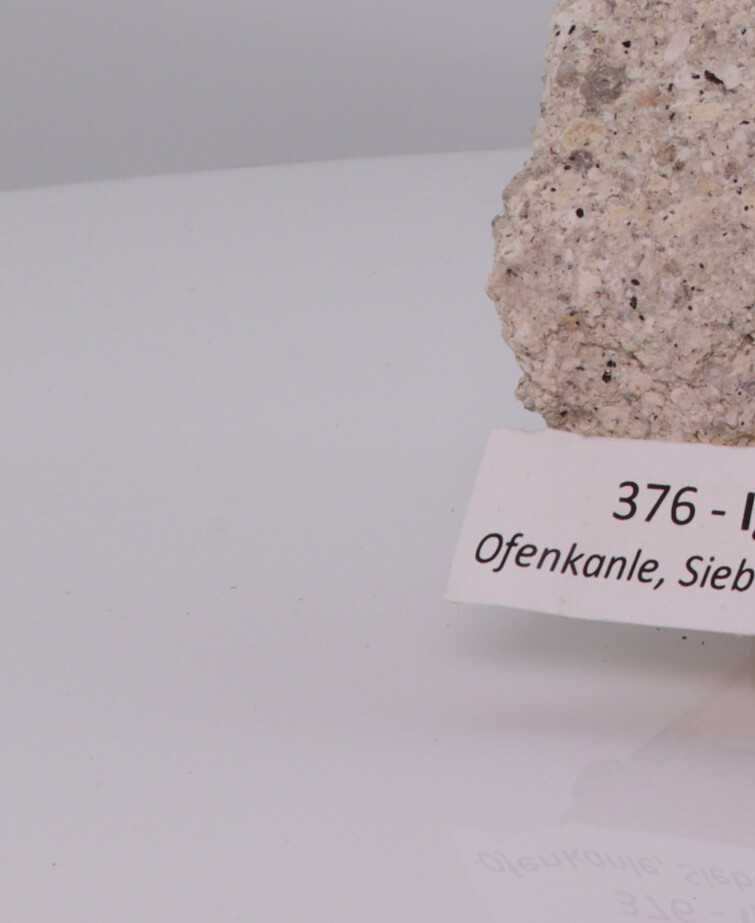 376 - I
Ofenkanle, Sieb